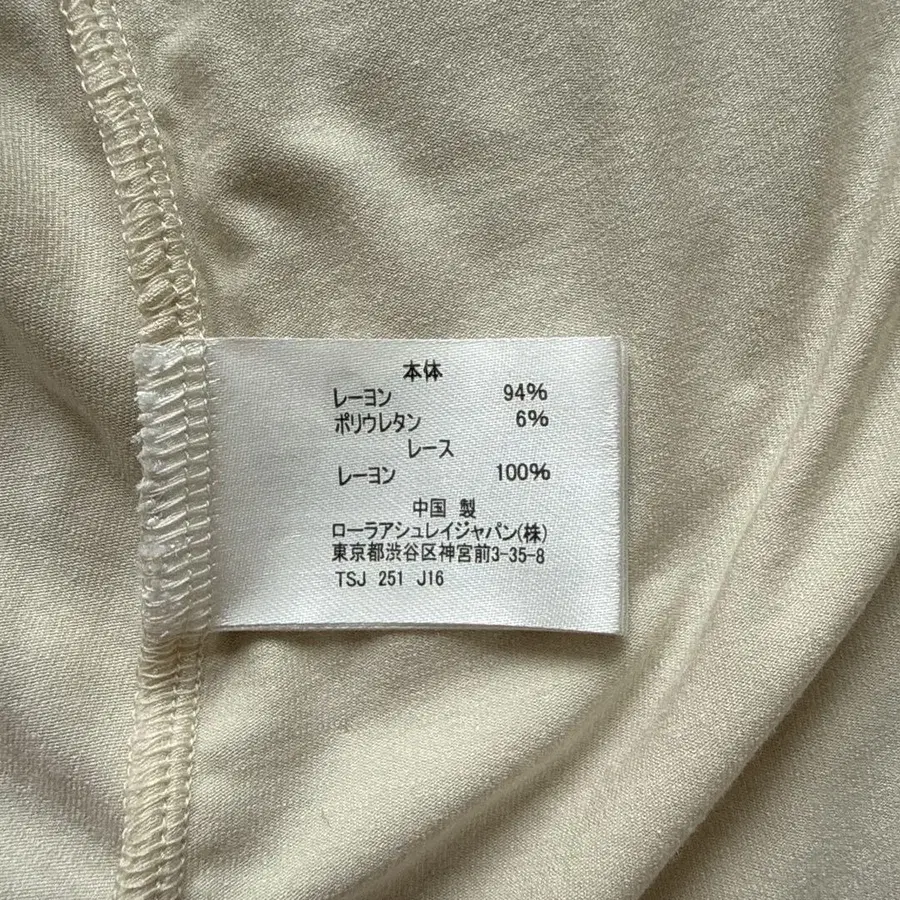 本体
レーヨン 94%
ポリウレタン 6%
レース
レーヨン 100%
中国 製
ローラアシュレイジャパン(株)
東京都渋谷区神宮前3-35-8
TSJ 251 J16